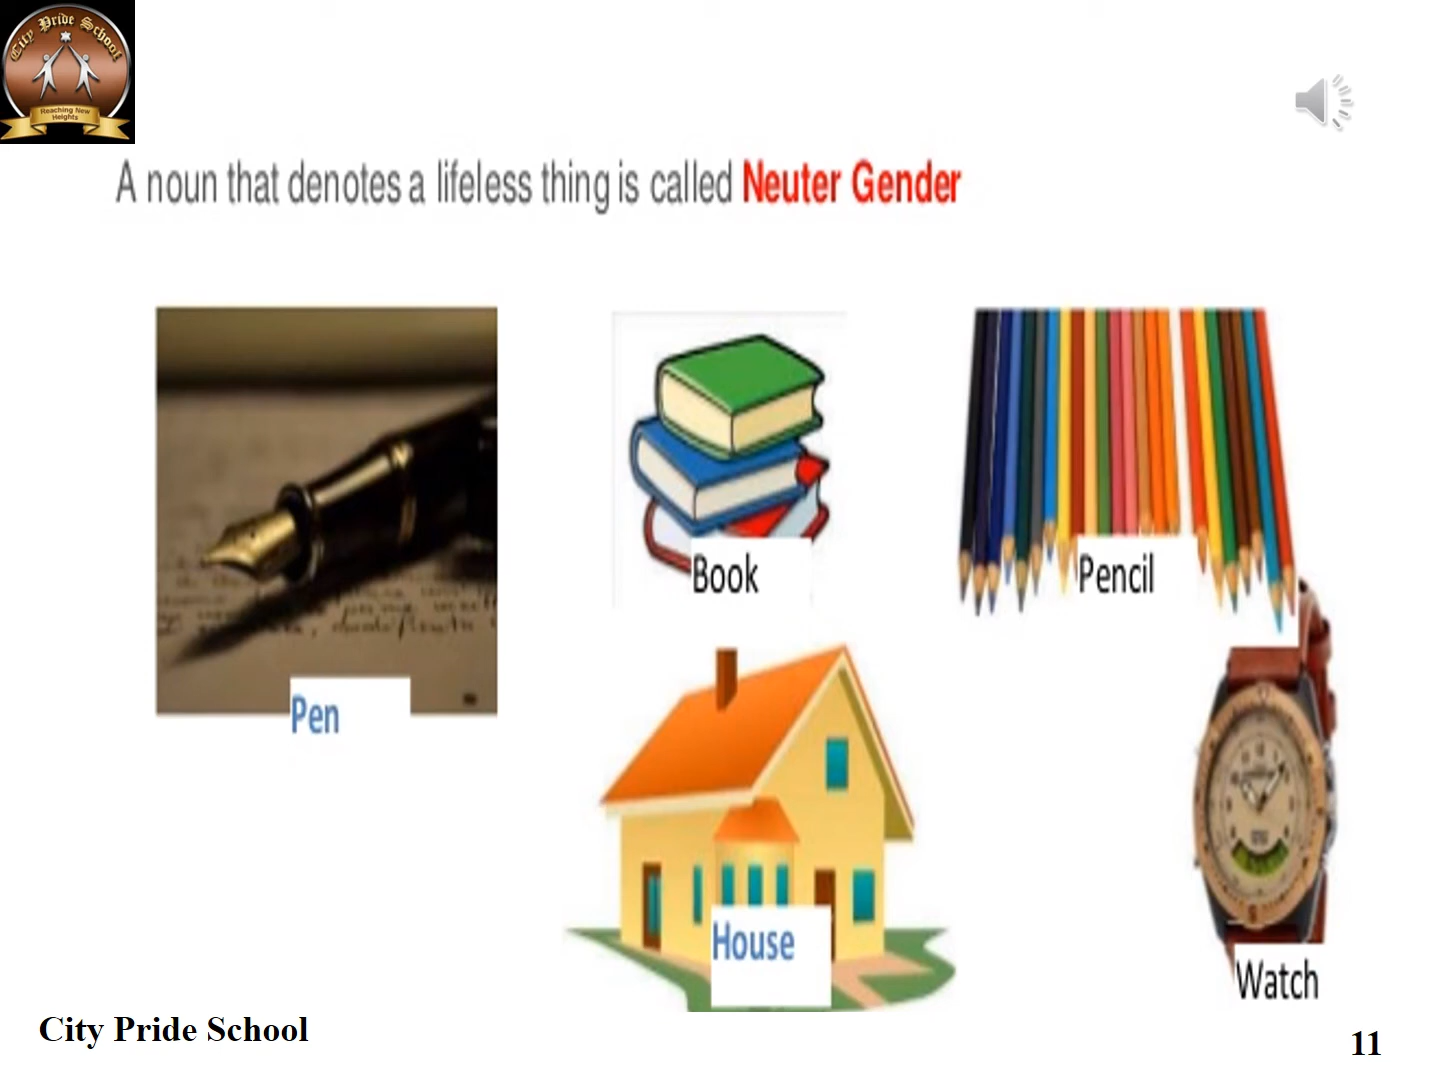 City Pride School
Reaching New
Heights
A noun that denotes a lifeless thing is called Neuter Gender
Book
Pencil
Pen
House
Watch
City Pride School
11